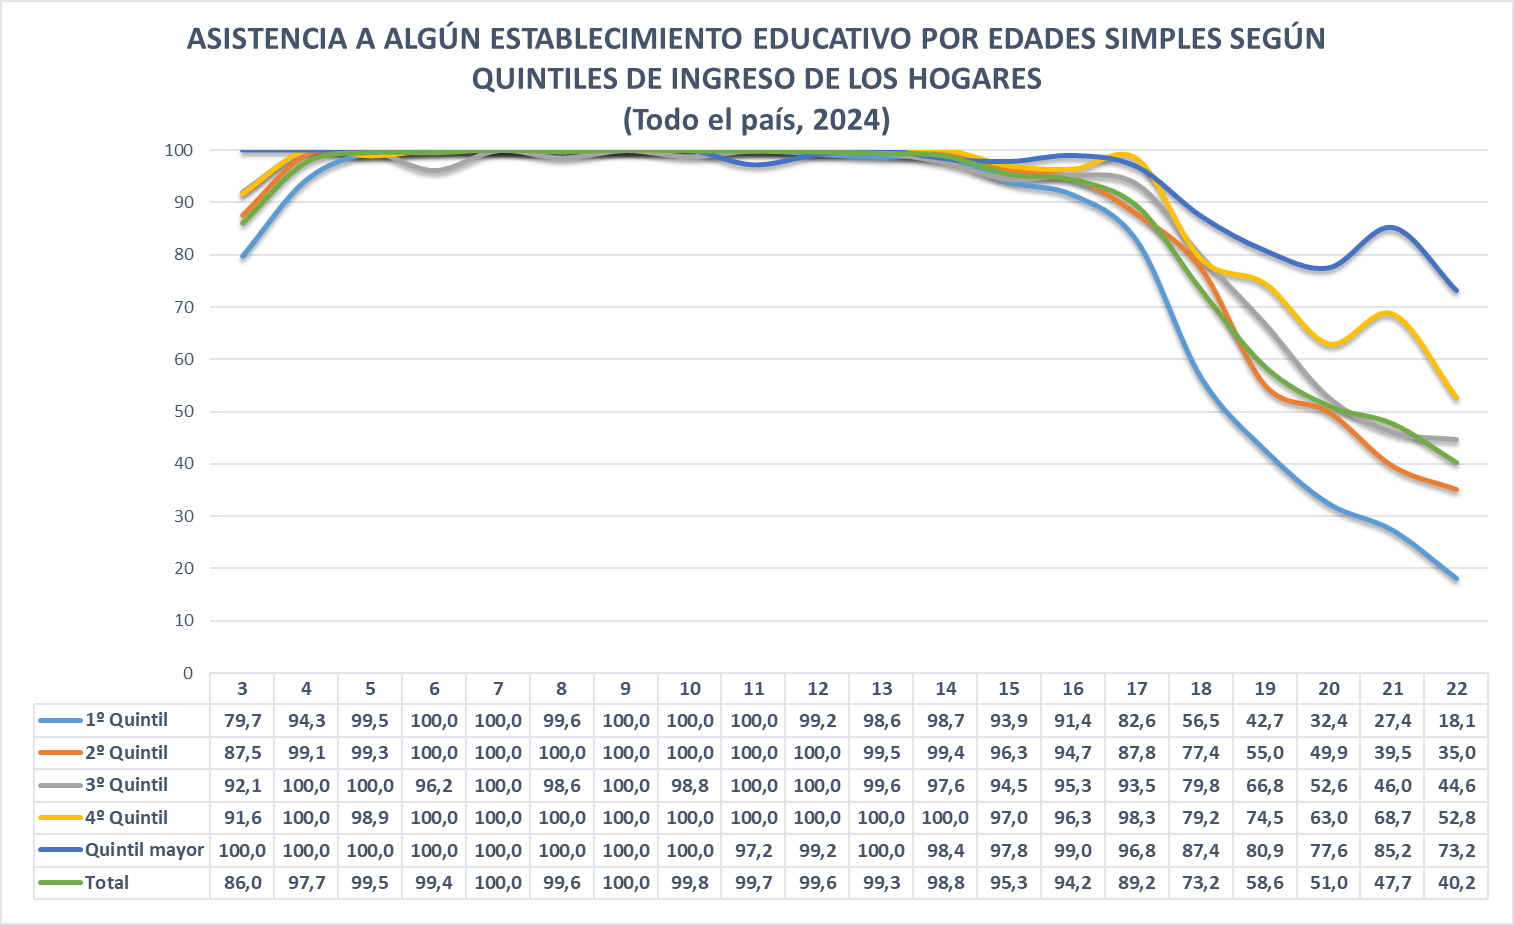 ASISTENCIA A ALGÚN ESTABLECIMIENTO EDUCATIVO POR EDADES SIMPLES SEGÚN
QUINTILES DE INGRESO DE LOS HOGARES
(Todo el país, 2024)
100
90
80
70
60
50
40
30
20
10
0
3 4 5 6 7 8 9 10 11 12 13 14 15 16 17 18 19 20 21 22
1º Quintil 79,7 94,3 99,5 100,0 100,0 99,6 100,0 100,0 100,0 99,2 98,6 98,7 93,9 91,4 82,6 56,5 42,7 32,4 27,4 18,1
2º Quintil 87,5 99,1 99,3 100,0 100,0 100,0 100,0 100,0 100,0 100,0 99,5 99,4 96,3 94,7 87,8 77,4 55,0 49,9 39,5 35,0
3º Quintil 92,1 100,0 100,0 96,2 100,0 98,6 100,0 98,8 100,0 100,0 99,6 97,6 94,5 95,3 93,5 79,8 66,8 52,6 46,0 44,6
4º Quintil 91,6 100,0 98,9 100,0 100,0 100,0 100,0 100,0 100,0 100,0 100,0 100,0 97,0 96,3 98,3 79,2 74,5 63,0 68,7 52,8
Quintil mayor 100,0 100,0 100,0 100,0 100,0 100,0 100,0 100,0 97,2 99,2 100,0 98,4 97,8 99,0 96,8 87,4 80,9 77,6 85,2 73,2
Total 86,0 97,7 99,5 99,4 100,0 99,6 100,0 99,8 99,7 99,6 99,3 98,8 95,3 94,2 89,2 73,2 58,6 51,0 47,7 40,2